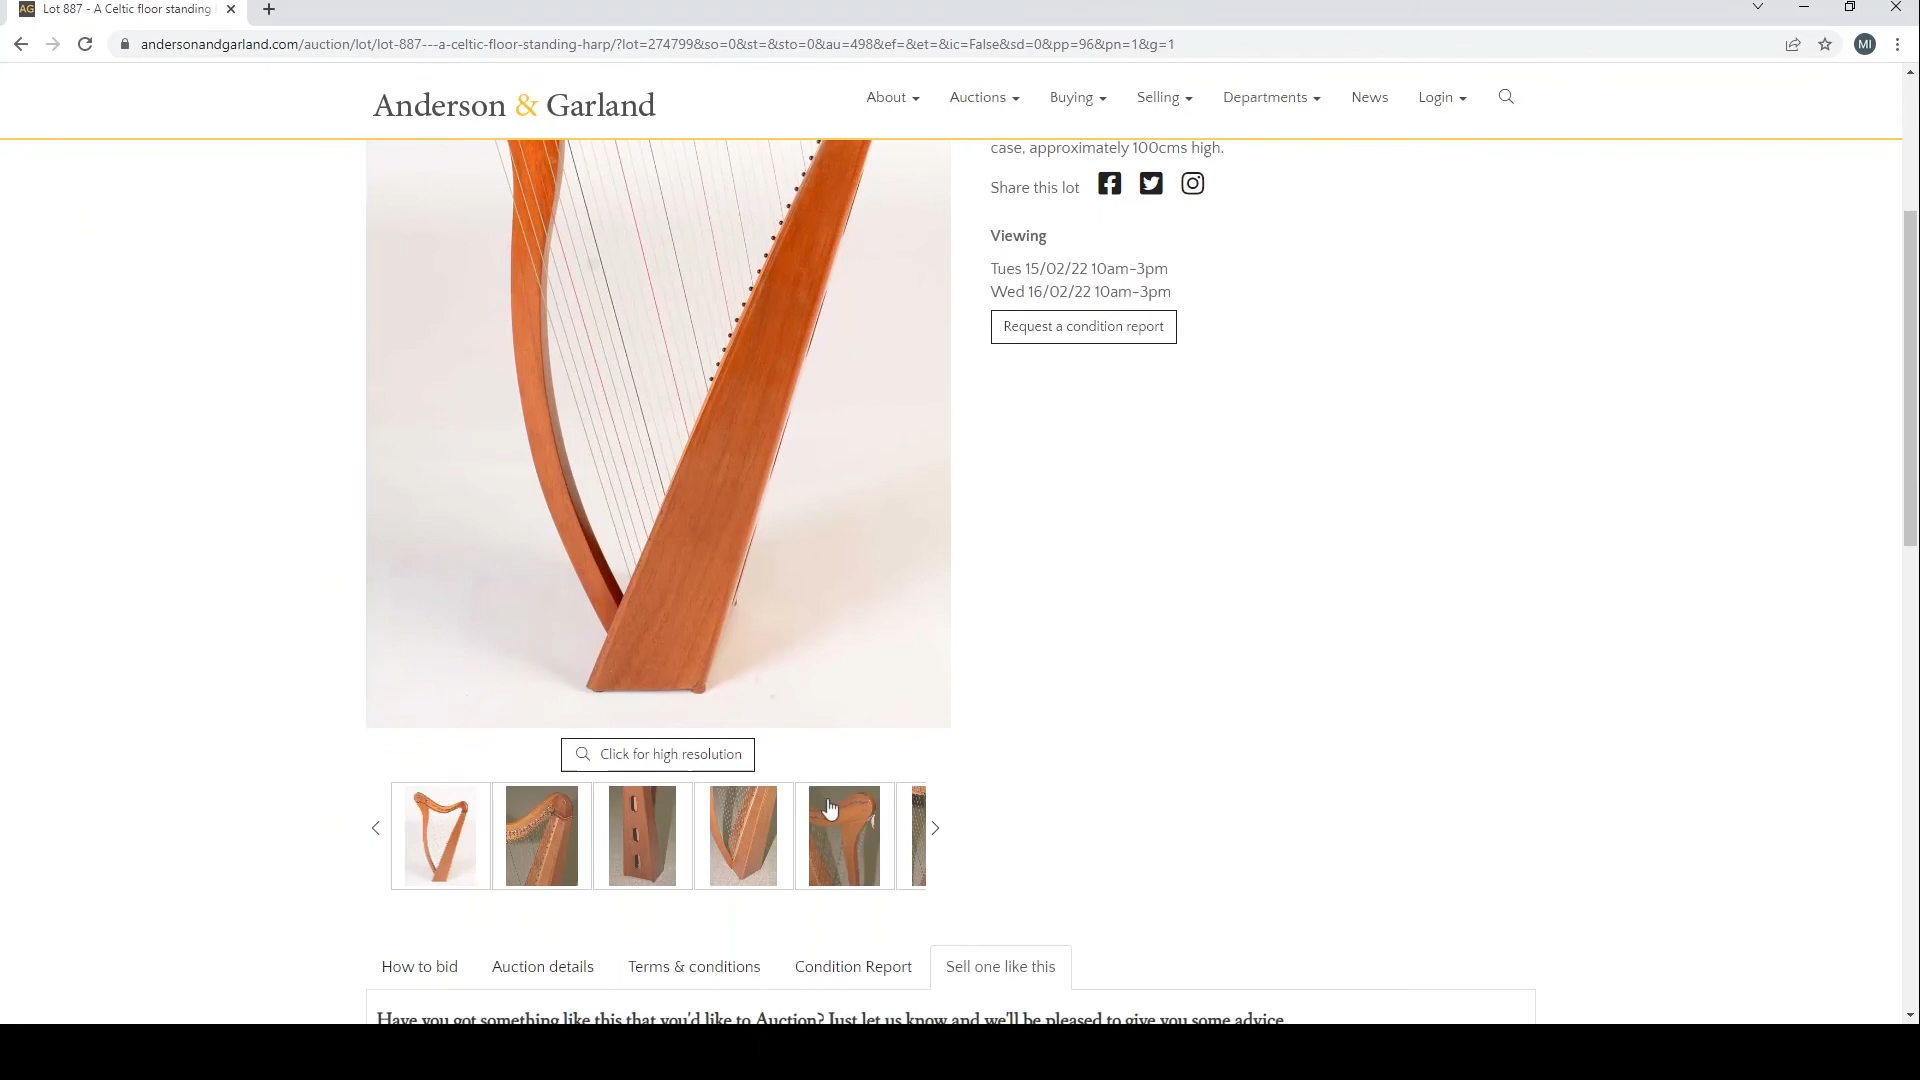 AG Lot 887 - A Celtic floor standing
andersonandgarland.com/auction/lot/lot-887---a-celtic-floor-standing-harp/?lot=274799&so=0&st=&sto=0&au=498&ef=&et=&ic=False&sd=0&pp=96&pn=1&g=1
MI
Anderson & Garland
About
Auctions
Buying
Selling
Departments
News
Login
case, approximately 100cms high.
Share this lot
Viewing
Tues 15/02/22 10am-3pm
Wed 16/02/22 10am-3pm
Request a condition report
Click for high resolution
How to bid
Auction details
Terms & conditions
Condition Report
Sell one like this
Have you got something like this that you'd like to Auction? Just let us know and we'll be pleased to give you some advice